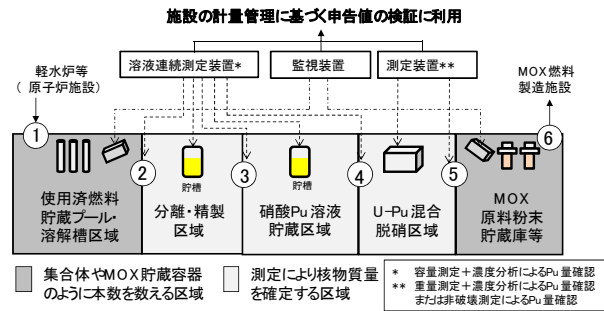 施設の計量管理に基づく申告値の検証に利用
溶液連続測定装置*
監視装置
測定装置**
軽水炉等
( 原子炉施設)
MOX燃料
製造施設
1
6
2
3
4
5
貯槽
貯槽
使用済燃料
貯蔵プール・
溶解槽区域
分離・精製
区域
硝酸Pu溶液
貯蔵区域
U-Pu混合
脱硝区域
MOX
原料粉末
貯蔵庫等
集合体やMOX貯蔵容器
のように本数を数える区域
測定により核物質量
を確定する区域
* 容量測定+濃度分析によるPu量確認
** 重量測定+濃度分析によるPu量確認
または非破壊測定によるPu量確認